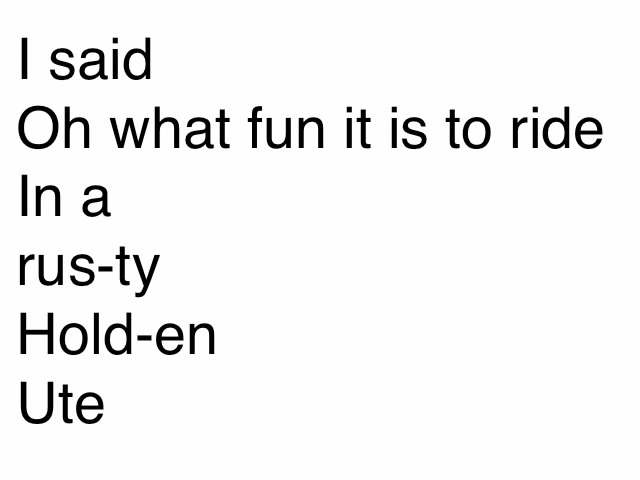 I said
Oh what fun it is to ride
In a
rus-ty
Hold-en
Ute